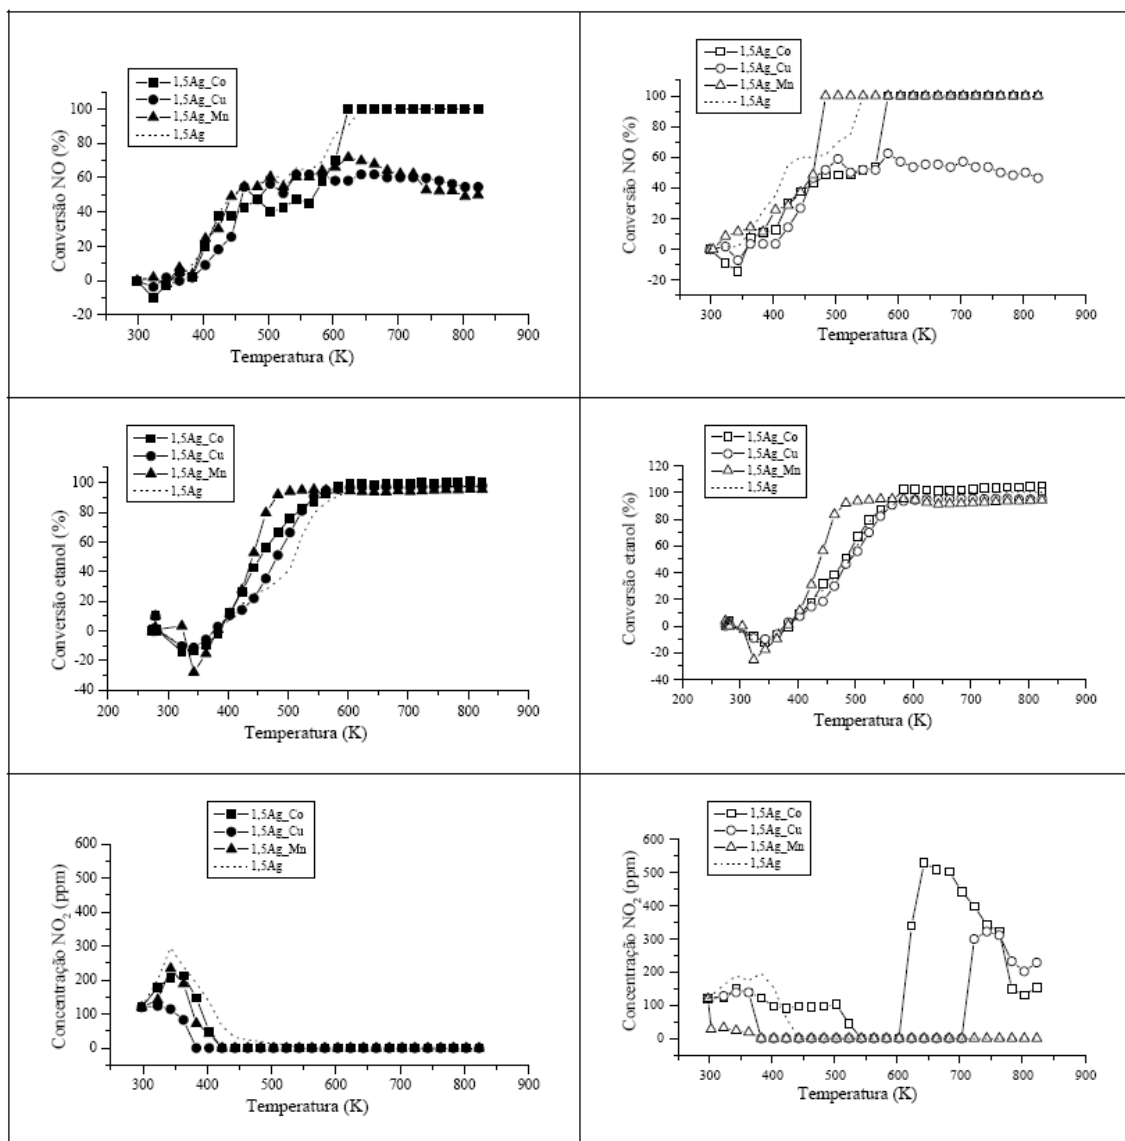 1,5Ag_Co
1,5Ag_Cu
1,5Ag_Mn
1,5Ag
100
80
60
40
20
0
-20
Conversão NO (%)
300 400 500 600 700 800 900
Temperatura (K)
1,5Ag_Co
1,5Ag_Cu
1,5Ag_Mn
1,5Ag
100
80
60
40
20
0
-20
Conversão NO (%)
300 400 500 600 700 800 900
Temperatura (K)
1,5Ag_Co
1,5Ag_Cu
1,5Ag_Mn
1,5Ag
100
80
60
40
20
0
-20
-40
Conversão etanol (%)
200 300 400 500 600 700 800 900
Temperatura (K)
1,5Ag_Co
1,5Ag_Cu
1,5Ag_Mn
1,5Ag
120
100
80
60
40
20
0
-20
-40
Conversão etanol (%)
200 300 400 500 600 700 800 900
Temperatura (K)
1,5Ag_Co
1,5Ag_Cu
1,5Ag_Mn
1,5Ag
600
500
400
300
200
100
0
Concentração NO₂ (ppm)
300 400 500 600 700 800 900
Temperatura (K)
1,5Ag_Co
1,5Ag_Cu
1,5Ag_Mn
1,5Ag
600
500
400
300
200
100
0
Concentração NO₂ (ppm)
300 400 500 600 700 800 900
Temperatura (K)